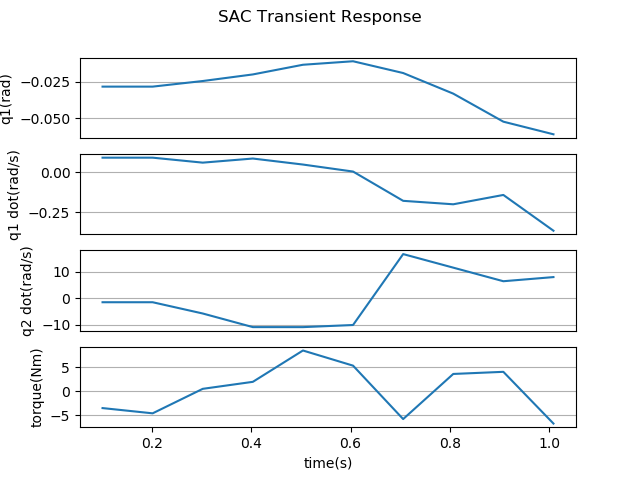 SAC Transient Response
q1(rad)
−0.025
−0.050
q1 dot(rad/s)
0.00
−0.25
q2 dot(rad/s)
10
0
−10
torque(Nm)
5
0
−5
0.2 0.4 0.6 0.8 1.0
time(s)